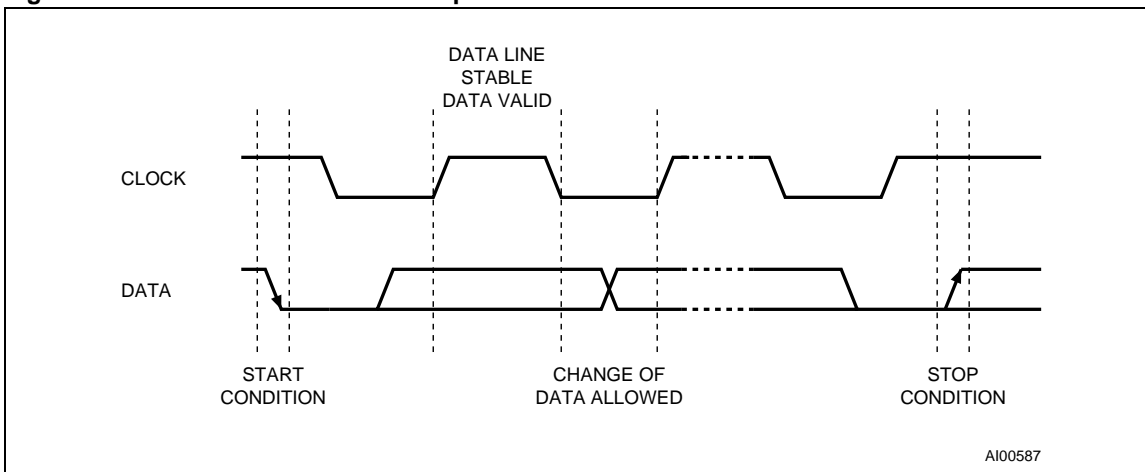 DATA LINE
STABLE
DATA VALID
CLOCK
DATA
START
CONDITION
CHANGE OF
DATA ALLOWED
STOP
CONDITION
AI00587